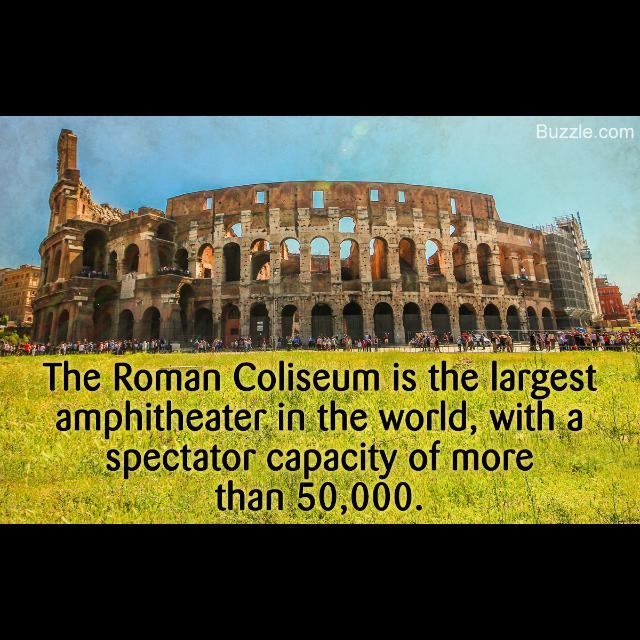 Buzzle.com
The Roman Coliseum is the largest
amphitheater in the world, with a
spectator capacity of more
than 50,000.